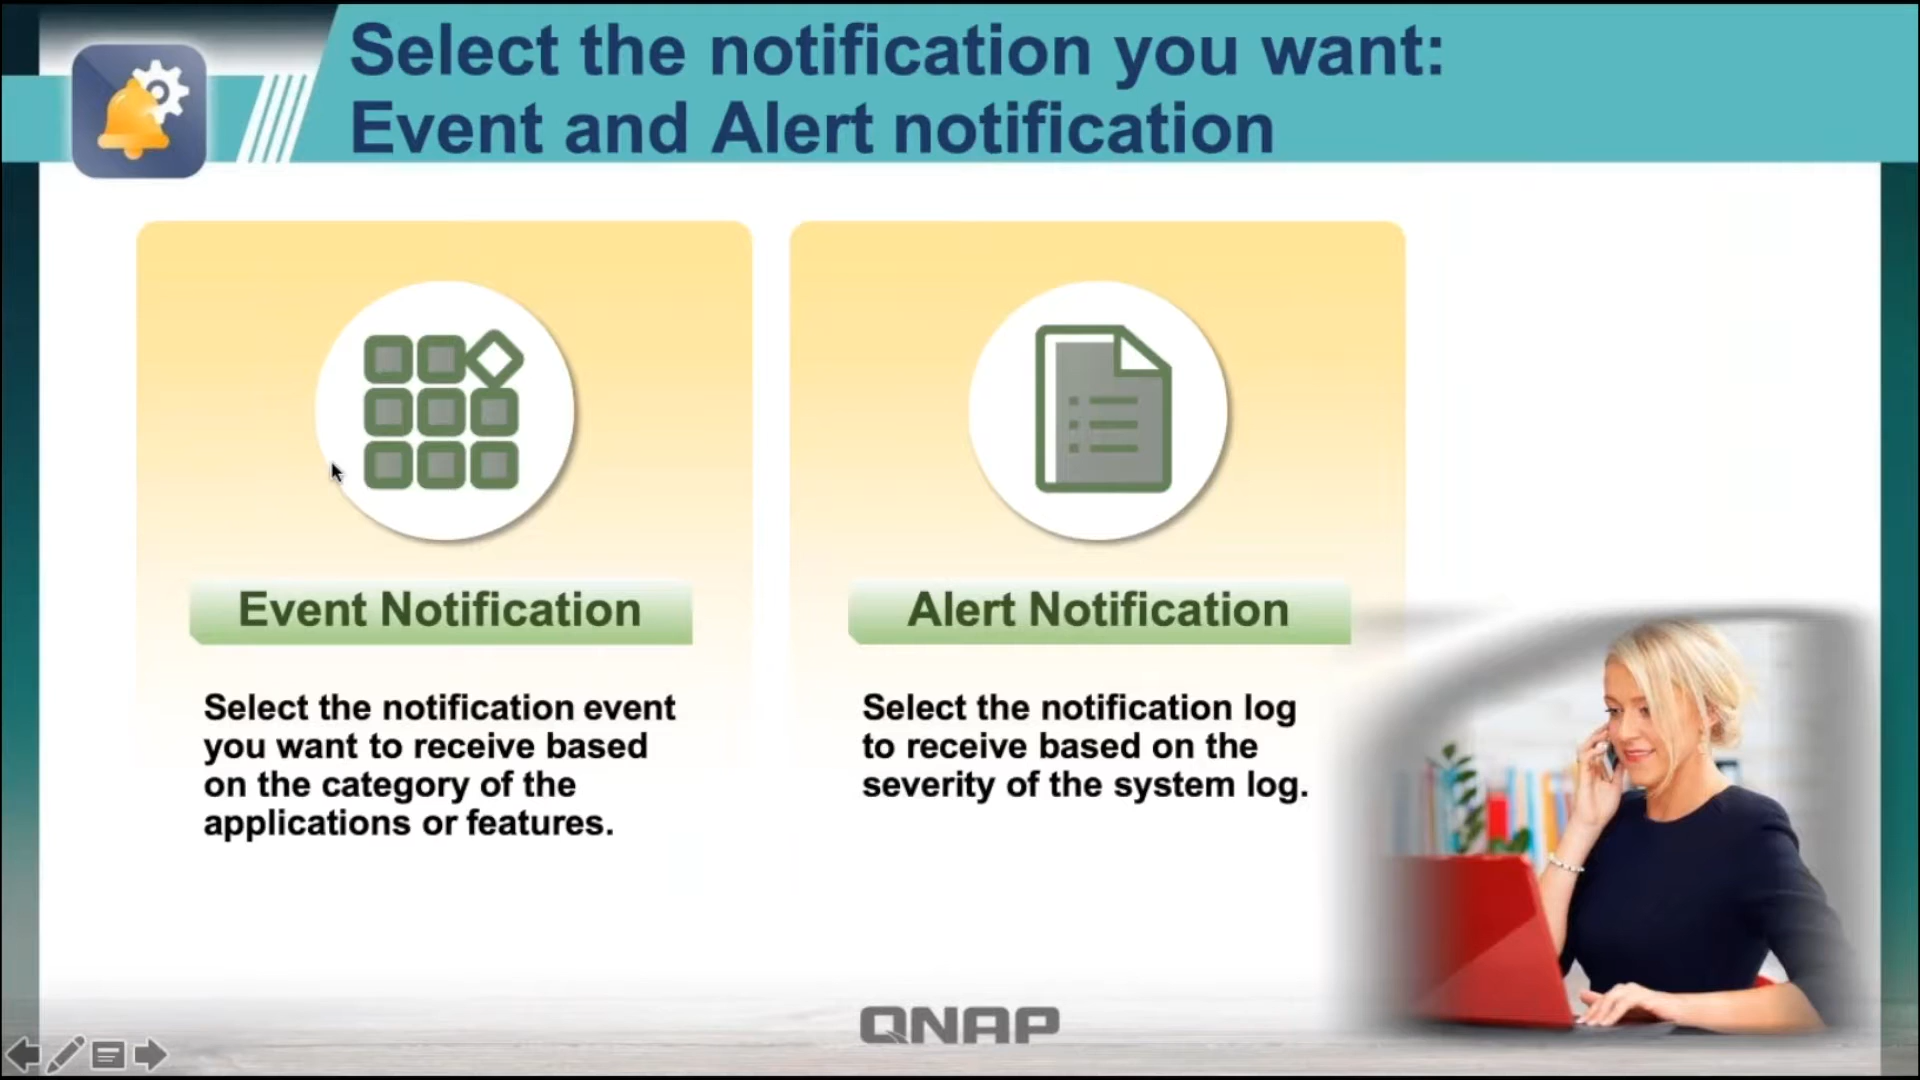 Select the notification you want:
Event and Alert notification
Event Notification
Select the notification event
you want to receive based
on the category of the
applications or features.
Alert Notification
Select the notification log
to receive based on the
severity of the system log.
QNAP